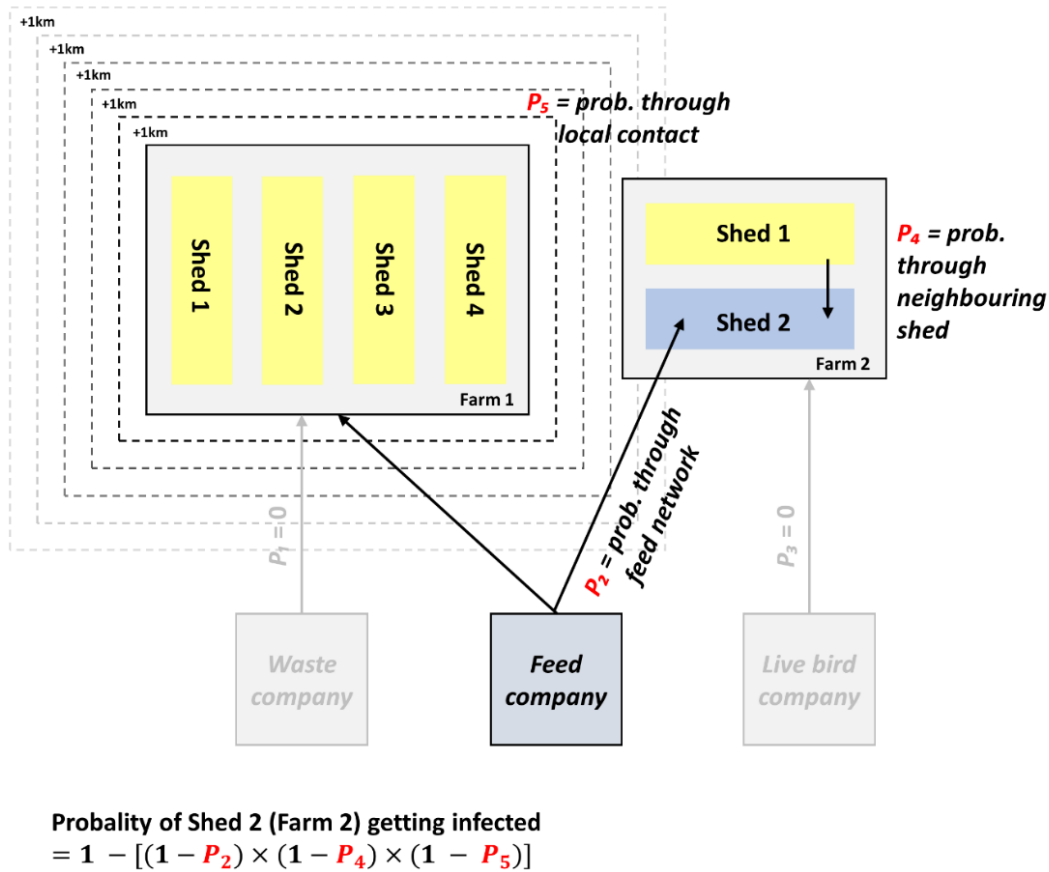 +1km
+1km
+1km
+1km
+1km
P₅ = prob. through
local contact
Shed 1
Shed 2
Shed 3
Shed 4
Farm 1
Shed 1
Shed 2
Farm 2
P₄ = prob.
through
neighbouring
shed
P₁ = 0
P₂ = prob. through
feed network
P₃ = 0
Waste
company
Feed
company
Live bird
company
Probality of Shed 2 (Farm 2) getting infected
= 1 − [(1 − P₂) × (1 − P₄) × (1 − P₅)]